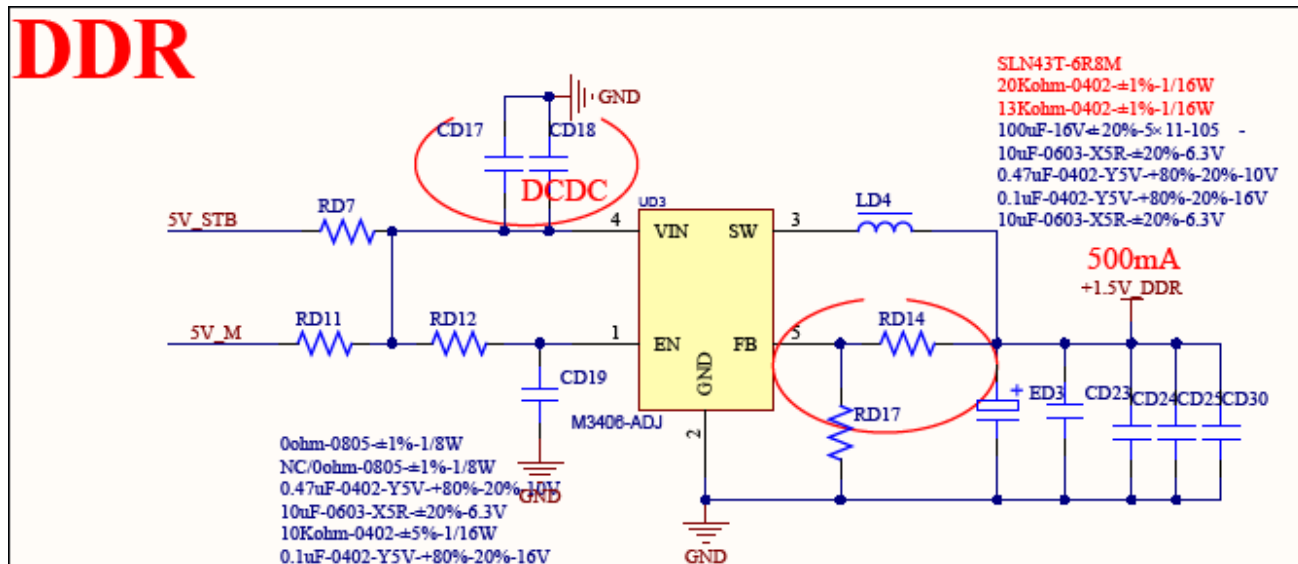 DDR
SLN43T-6R8M
20Kohm-0402-±1%-1/16W
13Kohm-0402-±1%-1/16W
100uF-16V-±20%-5×11-105 -
10uF-0603-X5R-±20%-6.3V
0.47uF-0402-Y5V-+80%-20%-10V
0.1uF-0402-Y5V-+80%-20%-16V
10uF-0603-X5R-±20%-6.3V
GND
CD17 CD18
DCDC
5V_STB RD7
UD3
4 VIN SW 3 LD4
500mA
+1.5V_DDR
5V_M RD11 RD12 1 EN FB 5 RD14
GND
CD19
RD17
ED3 CD23 CD24 CD25 CD30
M3406-ADJ
2
0ohm-0805-±1%-1/8W
NC/0ohm-0805-±1%-1/8W
0.47uF-0402-Y5V-+80%-20%-10V
GND
10uF-0603-X5R-±20%-6.3V
10Kohm-0402-±5%-1/16W
0.1uF-0402-Y5V-+80%-20%-16V
GND